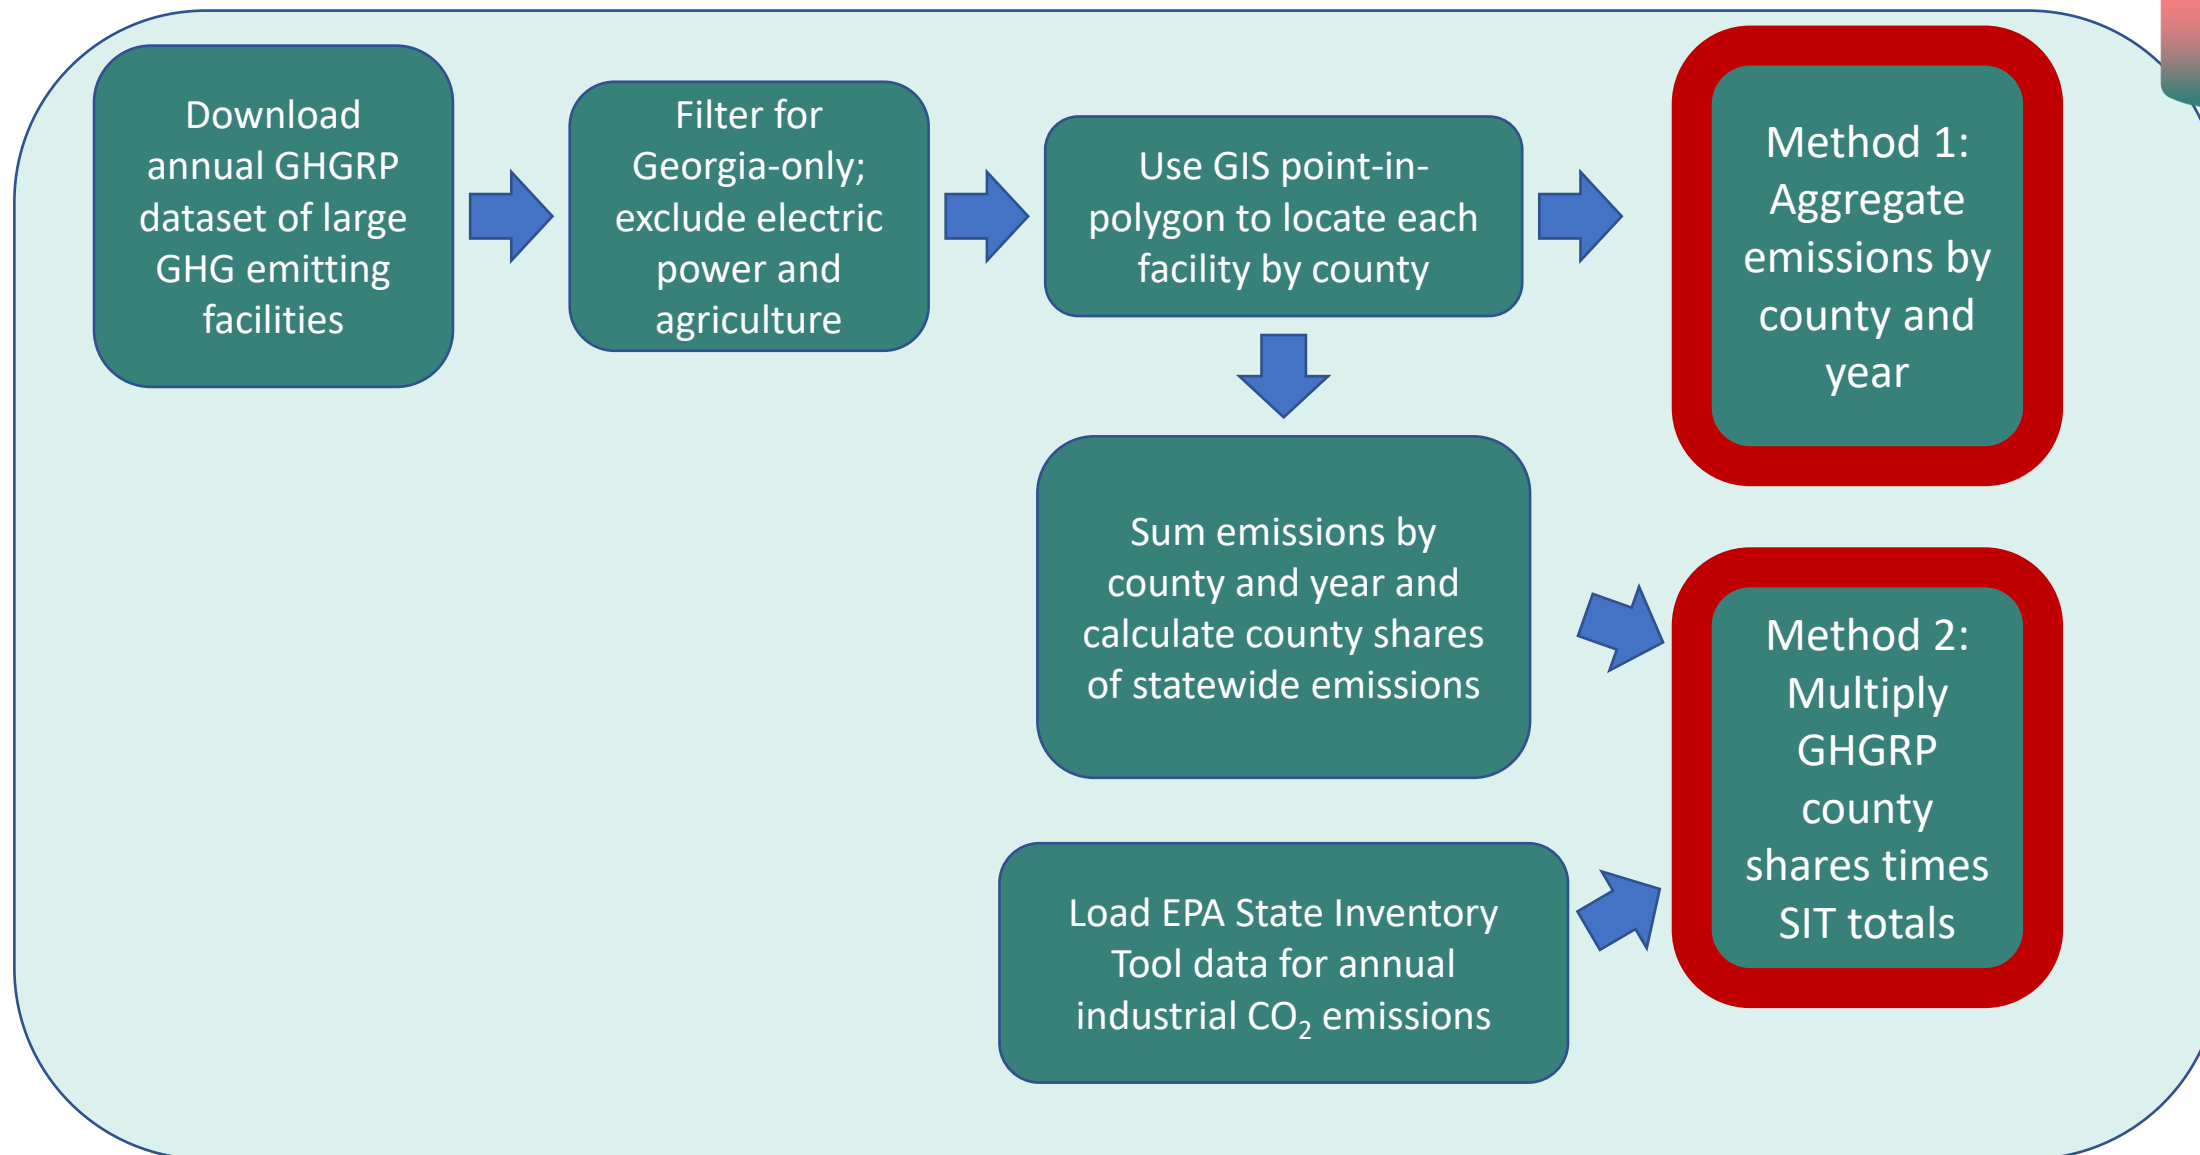 Download
annual GHGRP
dataset of large
GHG emitting
facilities
Filter for
Georgia-only;
exclude electric
power and
agriculture
Use GIS point-in-
polygon to locate each
facility by county
Method 1:
Aggregate
emissions by
county and
year
Sum emissions by
county and year and
calculate county shares
of statewide emissions
Load EPA State Inventory
Tool data for annual
industrial CO₂ emissions
Method 2:
Multiply
GHGRP
county
shares times
SIT totals